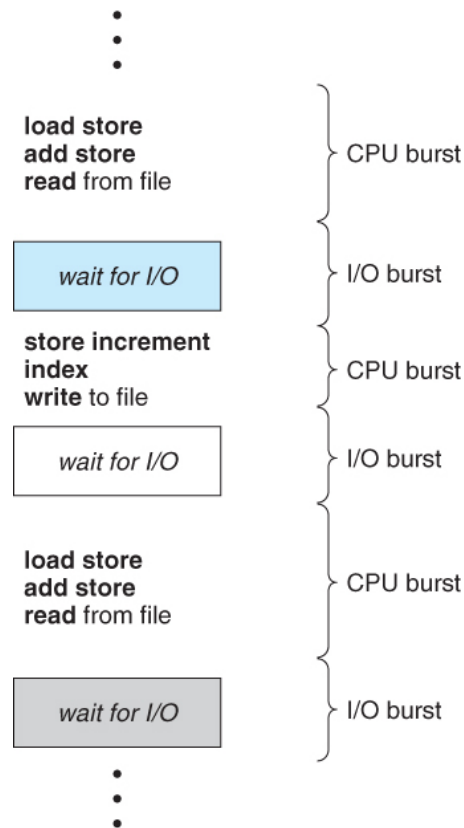 load store
add store
read from file
CPU burst
wait for I/O
I/O burst
store increment
index
write to file
CPU burst
wait for I/O
I/O burst
load store
add store
read from file
CPU burst
wait for I/O
I/O burst